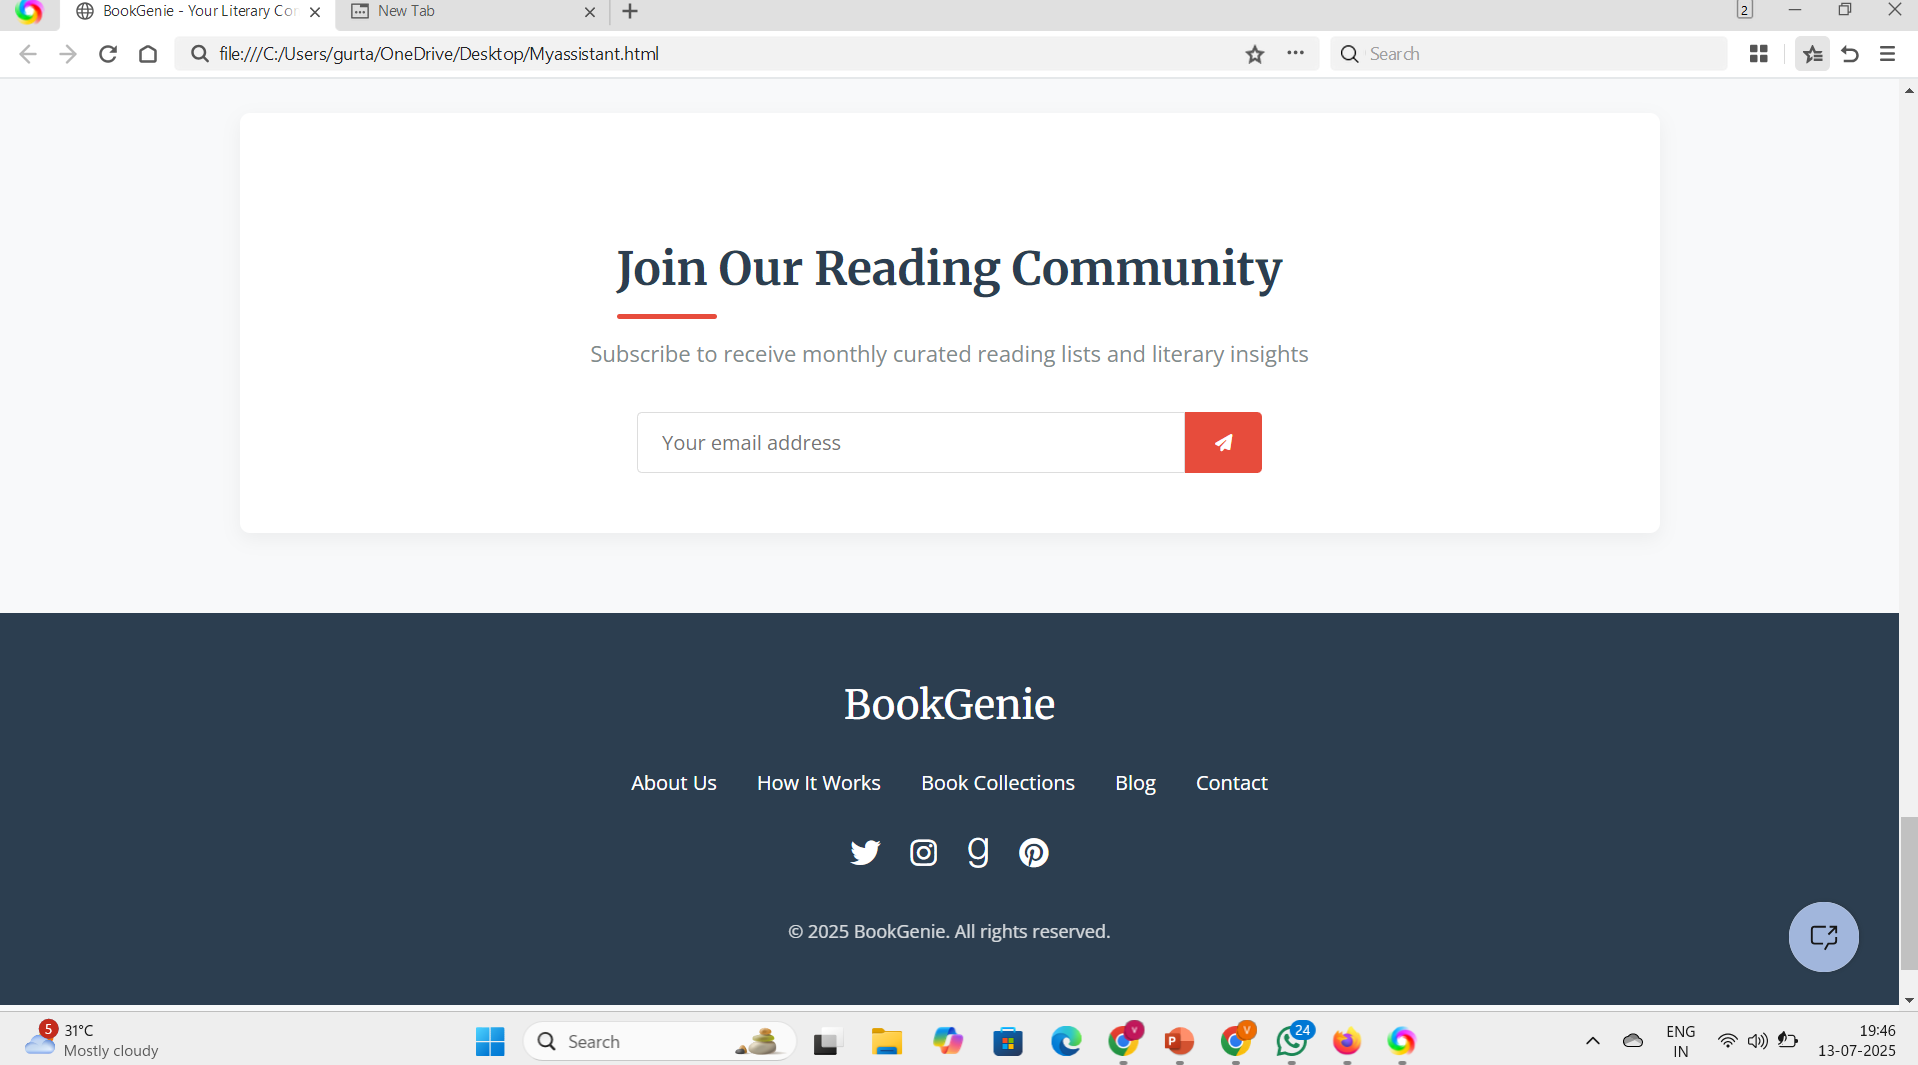 BookGenie - Your Literary Cor
New Tab
2
file:///C:/Users/gurta/OneDrive/Desktop/Myassistant.html
Search
Join Our Reading Community
Subscribe to receive monthly curated reading lists and literary insights
Your email address
BookGenie
About Us How It Works Book Collections Blog Contact
© 2025 BookGenie. All rights reserved.
5
31°C
Mostly cloudy
Search
V
P
V
24
ENG
IN
19:46
13-07-2025